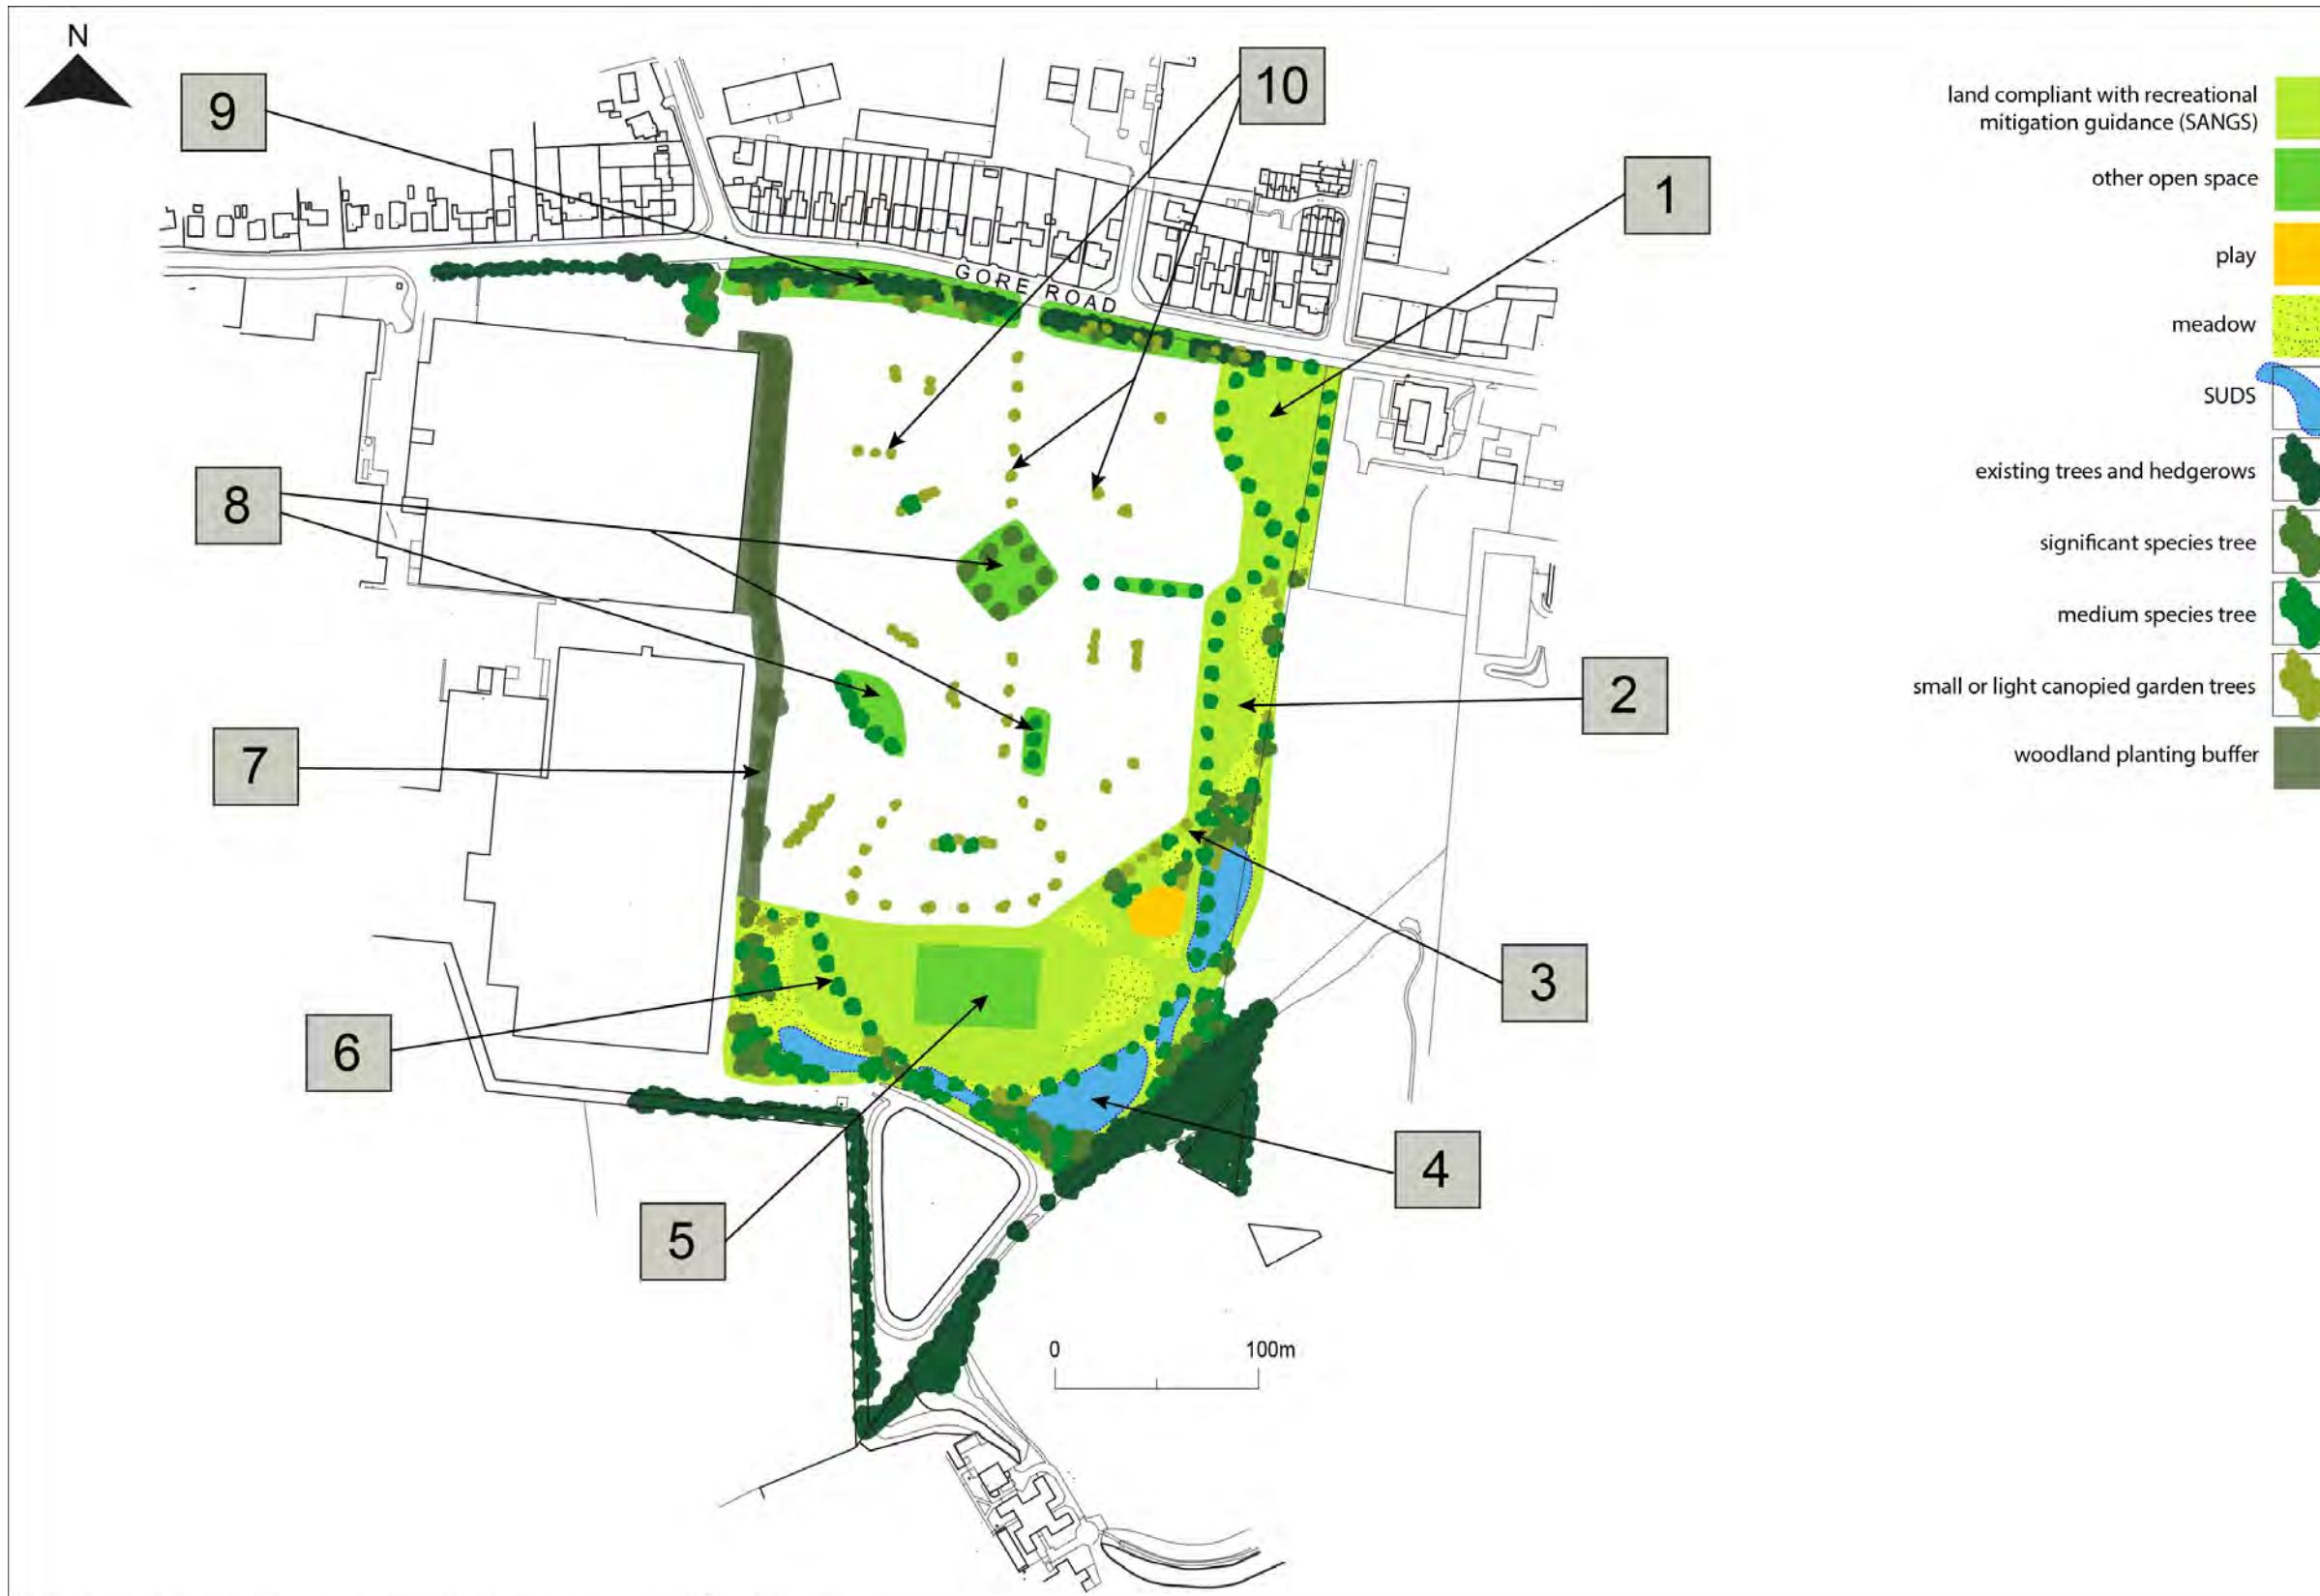 N
9
10
1
GORE ROAD
8
2
7
3
6
4
5
0 100m
land compliant with recreational
mitigation guidance (SANGS)
other open space
play
meadow
SUDS
existing trees and hedgerows
significant species tree
medium species tree
small or light canopied garden trees
woodland planting buffer